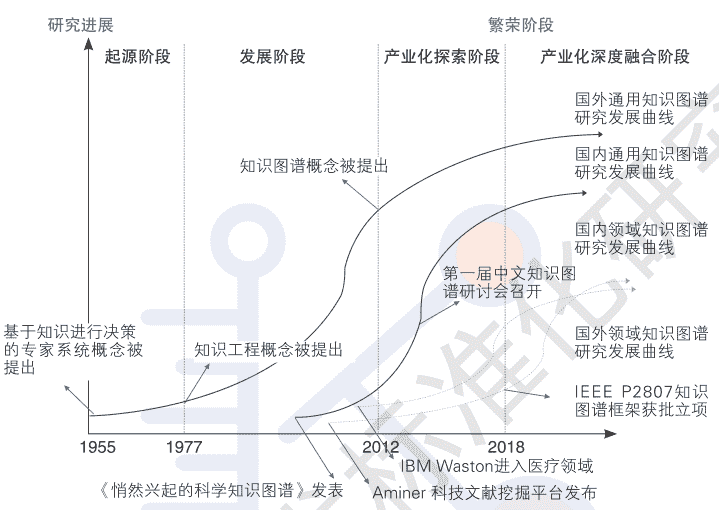 研究进展
繁荣阶段
起源阶段
发展阶段
产业化探索阶段
产业化深度融合阶段
国外通用知识图谱
研究发展曲线
国内通用知识图谱
研究发展曲线
知识图谱概念被提出
国内领域知识图谱
研究发展曲线
第一届中文知识图
谱研讨会召开
基于知识进行决策
的专家系统概念被
提出
知识工程概念被提出
国外领域知识图谱
研究发展曲线
IEEE P2807知识
图谱框架获批立项
1955
1977
2012
2018
IBM Waston进入医疗领域
《悄然兴起的科学知识图谱》发表
Aminer 科技文献挖掘平台发布
标准化研究